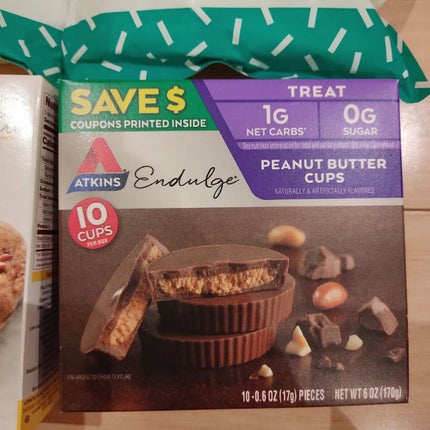 SAVE $
COUPONS PRINTED INSIDE
TREAT
1G
NET CARBS*
0G
SUGAR
ATKINS
Endulge®
PEANUT BUTTER
CUPS
NATURALLY & ARTIFICIALLY FLAVORED
10
CUPS
PER BOX
ENLARGED TO SHOW TEXTURE
10-0.6 OZ (17g) PIECES
NET WT 6 OZ (170g)